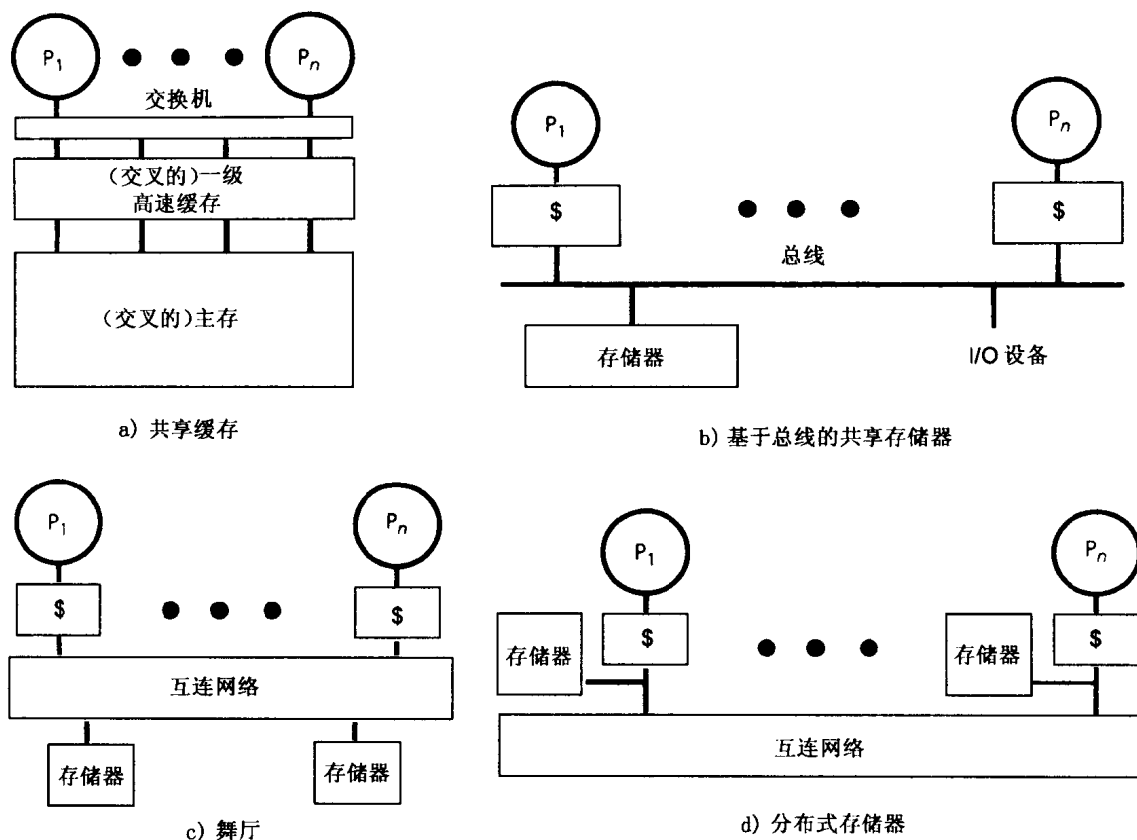 P₁
Pₙ
交换机
（交叉的）一级
高速缓存
（交叉的）主存
a）共享缓存
P₁
Pₙ
$
$
总线
存储器
I/O 设备
b）基于总线的共享存储器
P₁
Pₙ
$
$
互连网络
存储器
存储器
c）舞厅
P₁
Pₙ
存储器
$
存储器
$
互连网络
d）分布式存储器